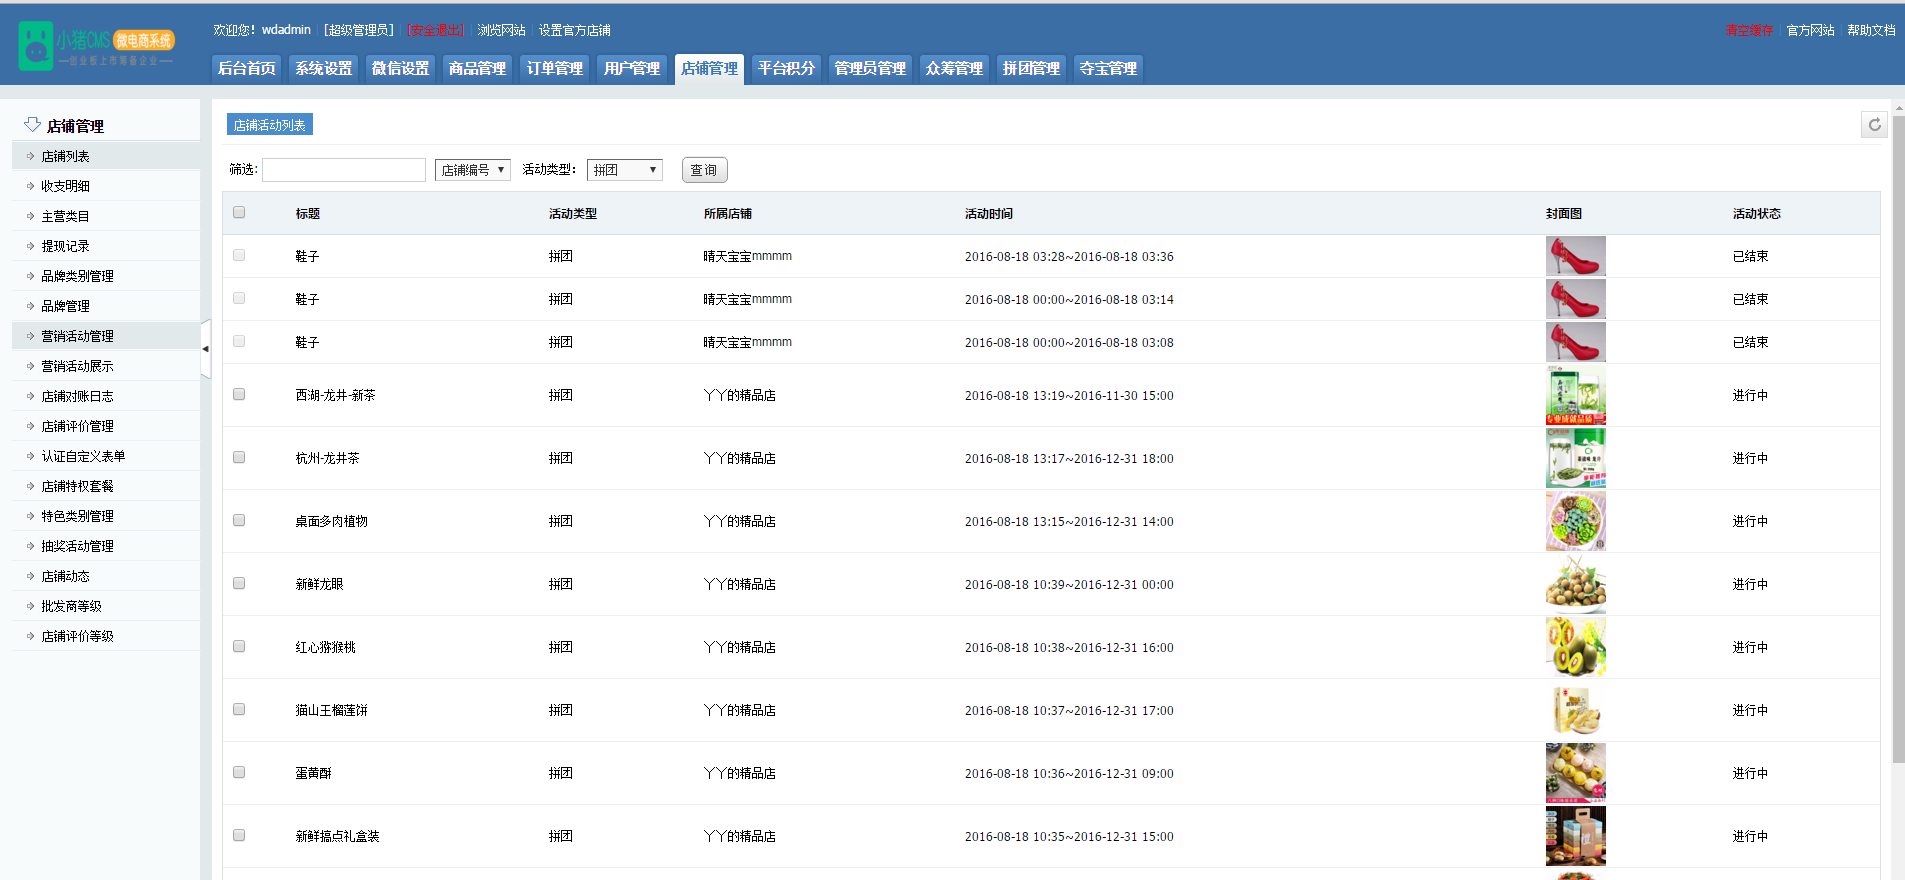 小猪CMS 微电商系统
—创业板上市筹备企业—
欢迎您！wdadmin [超级管理员] [安全退出] 浏览网站 设置官方店铺
清空缓存 官方网站 帮助文档
后台首页 系统设置 微信设置 商品管理 订单管理 用户管理 店铺管理 平台积分 管理员管理 众筹管理 拼团管理 夺宝管理
店铺管理
店铺列表
收支明细
主营类目
提现记录
品牌类别管理
品牌管理
营销活动管理
营销活动展示
店铺对账日志
店铺评价管理
认证自定义表单
店铺特权套餐
特色类别管理
抽奖活动管理
店铺动态
批发商等级
店铺评价等级
店铺活动列表
筛选: 店铺编号 活动类型： 拼团 查询
标题 活动类型 所属店铺 活动时间 封面图 活动状态
鞋子 拼团 晴天宝宝mmmm 2016-08-18 03:28~2016-08-18 03:36 已结束
鞋子 拼团 晴天宝宝mmmm 2016-08-18 00:00~2016-08-18 03:14 已结束
鞋子 拼团 晴天宝宝mmmm 2016-08-18 00:00~2016-08-18 03:08 已结束
西湖-龙井-新茶 拼团 丫丫的精品店 2016-08-18 13:19~2016-11-30 15:00 进行中
杭州-龙井茶 拼团 丫丫的精品店 2016-08-18 13:17~2016-12-31 18:00 进行中
桌面多肉植物 拼团 丫丫的精品店 2016-08-18 13:15~2016-12-31 14:00 进行中
新鲜龙眼 拼团 丫丫的精品店 2016-08-18 10:39~2016-12-31 00:00 进行中
红心猕猴桃 拼团 丫丫的精品店 2016-08-18 10:38~2016-12-31 16:00 进行中
猫山王榴莲饼 拼团 丫丫的精品店 2016-08-18 10:37~2016-12-31 17:00 进行中
蛋黄酥 拼团 丫丫的精品店 2016-08-18 10:36~2016-12-31 09:00 进行中
新鲜搞点礼盒装 拼团 丫丫的精品店 2016-08-18 10:35~2016-12-31 15:00 进行中